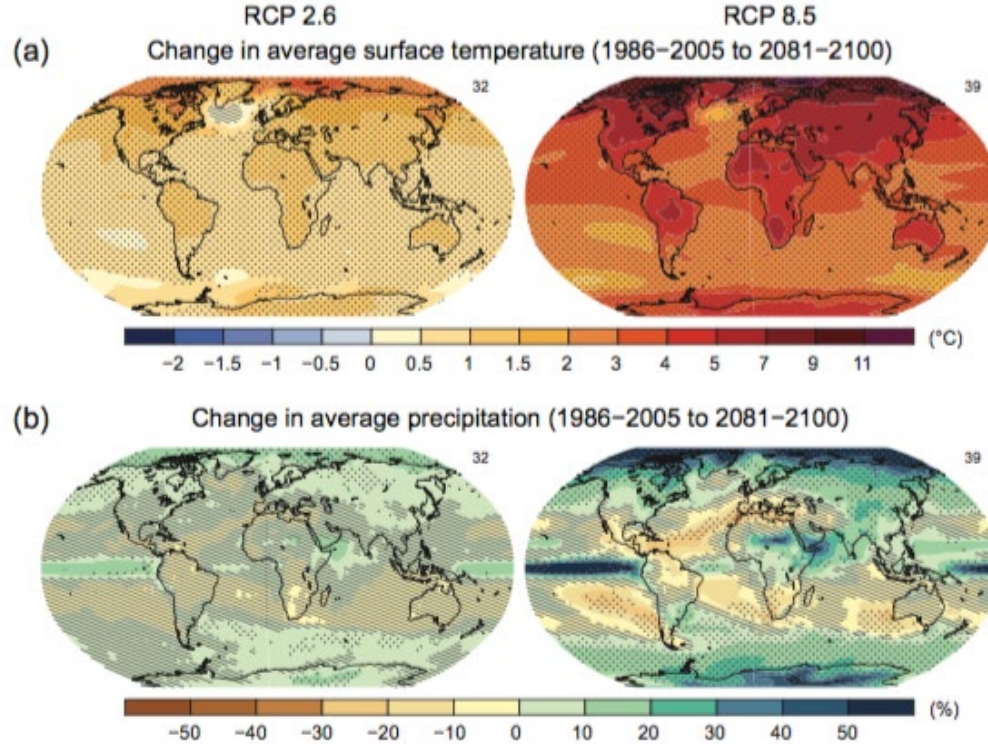 RCP 2.6 RCP 8.5
(a) Change in average surface temperature (1986−2005 to 2081−2100)
32 39
−2 −1.5 −1 −0.5 0 0.5 1 1.5 2 3 4 5 7 9 11 (°C)
(b) Change in average precipitation (1986−2005 to 2081−2100)
32 39
−50 −40 −30 −20 −10 0 10 20 30 40 50 (%)